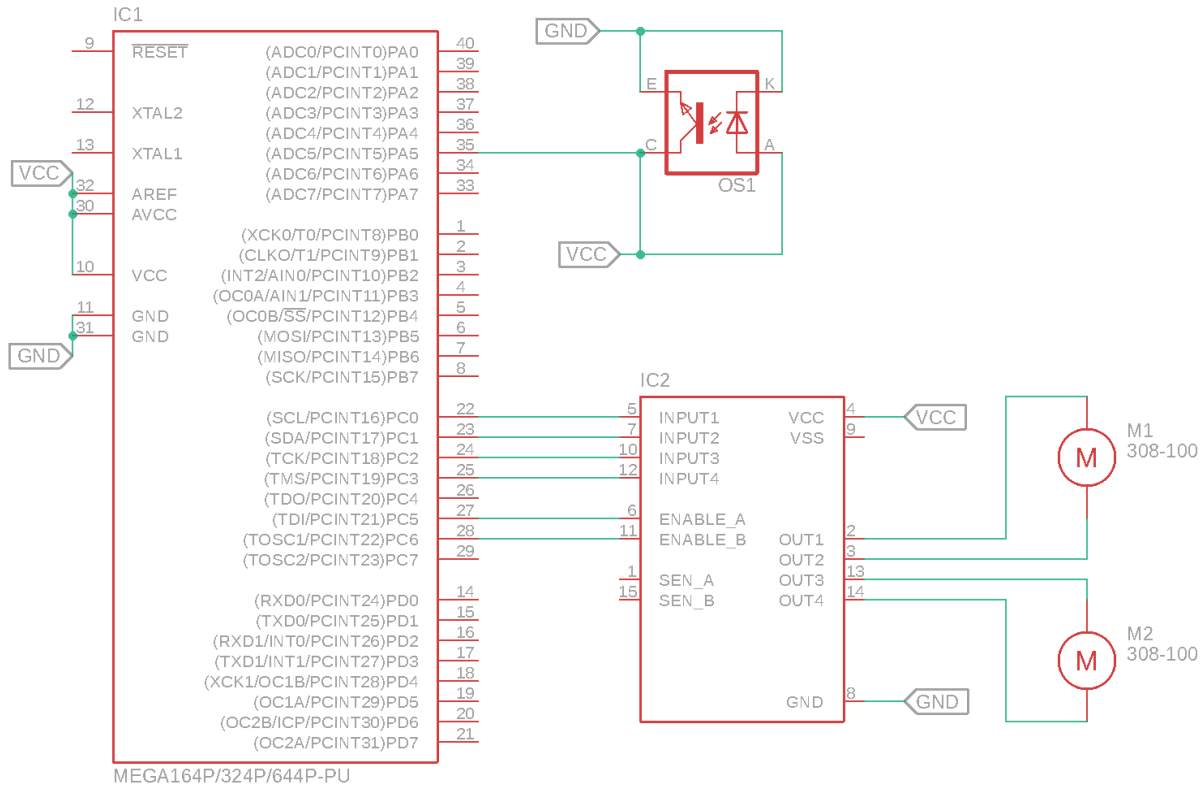 IC1
9 RESET
12 XTAL2
13 XTAL1
VCC
32 AREF
30 AVCC
10 VCC
11 GND
31 GND
GND
(ADC0/PCINT0)PA0 40
(ADC1/PCINT1)PA1 39
(ADC2/PCINT2)PA2 38
(ADC3/PCINT3)PA3 37
(ADC4/PCINT4)PA4 36
(ADC5/PCINT5)PA5 35
(ADC6/PCINT6)PA6 34
(ADC7/PCINT7)PA7 33
(XCK0/T0/PCINT8)PB0 1
(CLKO/T1/PCINT9)PB1 2
(INT2/AIN0/PCINT10)PB2 3
(OC0A/AIN1/PCINT11)PB3 4
(OC0B/SS/PCINT12)PB4 5
(MOSI/PCINT13)PB5 6
(MISO/PCINT14)PB6 7
(SCK/PCINT15)PB7 8
(SCL/PCINT16)PC0 22
(SDA/PCINT17)PC1 23
(TCK/PCINT18)PC2 24
(TMS/PCINT19)PC3 25
(TDO/PCINT20)PC4 26
(TDI/PCINT21)PC5 27
(TOSC1/PCINT22)PC6 28
(TOSC2/PCINT23)PC7 29
(RXD0/PCINT24)PD0 14
(TXD0/PCINT25)PD1 15
(RXD1/INT0/PCINT26)PD2 16
(TXD1/INT1/PCINT27)PD3 17
(XCK1/OC1B/PCINT28)PD4 18
(OC1A/PCINT29)PD5 19
(OC2B/ICP/PCINT30)PD6 20
(OC2A/PCINT31)PD7 21
MEGA164P/324P/644P-PU
GND
E K
C A
OS1
VCC
IC2
5 INPUT1
7 INPUT2
10 INPUT3
12 INPUT4
6 ENABLE_A
11 ENABLE_B
1 SEN_A
15 SEN_B
VCC 4 VCC
VSS 9
OUT1 2
OUT2 3
OUT3 13
OUT4 14
GND 8 GND
M
M1
308-100
M
M2
308-100